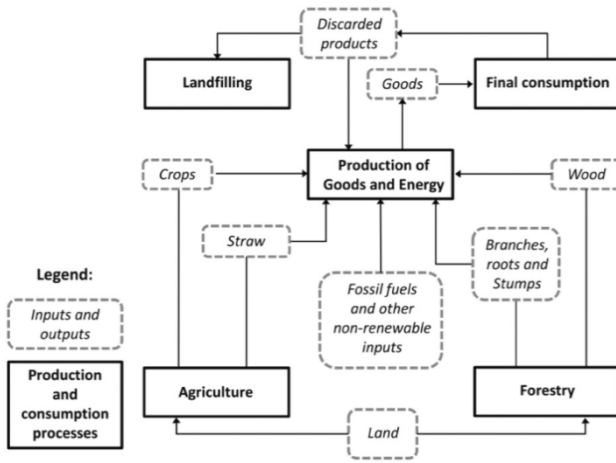 Discarded
products
Landfilling
Goods
Final consumption
Production of
Goods and Energy
Crops
Wood
Straw
Branches,
roots and
Stumps
Legend:
Inputs and
outputs
Fossil fuels
and other
non-renewable
inputs
Production
and
consumption
processes
Agriculture
Forestry
Land